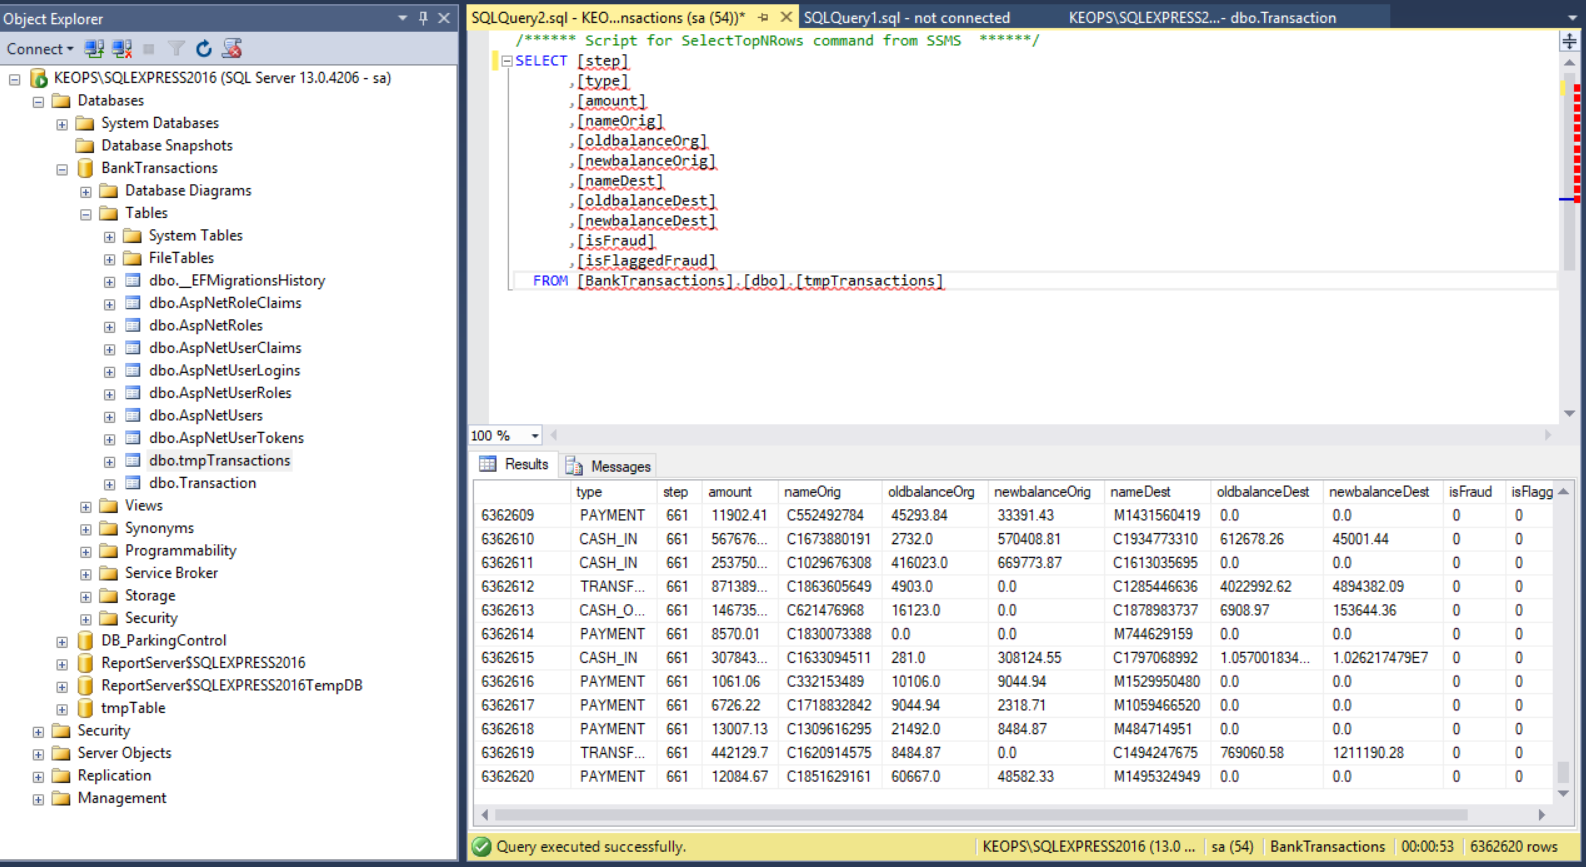 Object Explorer
Connect
KEOPS\SQLEXPRESS2016 (SQL Server 13.0.4206 - sa)
Databases
System Databases
Database Snapshots
BankTransactions
Database Diagrams
Tables
System Tables
FileTables
dbo.__EFMigrationsHistory
dbo.AspNetRoleClaims
dbo.AspNetRoles
dbo.AspNetUserClaims
dbo.AspNetUserLogins
dbo.AspNetUserRoles
dbo.AspNetUsers
dbo.AspNetUserTokens
dbo.tmpTransactions
dbo.Transaction
Views
Synonyms
Programmability
Service Broker
Storage
Security
DB_ParkingControl
ReportServer$SQLEXPRESS2016
ReportServer$SQLEXPRESS2016TempDB
tmpTable
Security
Server Objects
Replication
Management
SQLQuery2.sql - KEO...nsactions (sa (54))* SQLQuery1.sql - not connected KEOPS\SQLEXPRESS2...- dbo.Transaction
/****** Script for SelectTopNRows command from SSMS ******/
SELECT [step]
,[type]
,[amount]
,[nameOrig]
,[oldbalanceOrg]
,[newbalanceOrig]
,[nameDest]
,[oldbalanceDest]
,[newbalanceDest]
,[isFraud]
,[isFlaggedFraud]
FROM [BankTransactions].[dbo].[tmpTransactions]
100 %
Results Messages
type step amount nameOrig oldbalanceOrg newbalanceOrig nameDest oldbalanceDest newbalanceDest isFraud isFlagg
6362609 PAYMENT 661 11902.41 C552492784 45293.84 33391.43 M1431560419 0.0 0.0 0 0
6362610 CASH_IN 661 567676... C1673880191 2732.0 570408.81 C1934773310 612678.26 45001.44 0 0
6362611 CASH_IN 661 253750... C1029676308 416023.0 669773.87 C1613035695 0.0 0.0 0 0
6362612 TRANSF... 661 871389... C1863605649 4903.0 0.0 C1285446636 4022992.62 4894382.09 0 0
6362613 CASH_O... 661 146735... C621476968 16123.0 0.0 C1878983737 6908.97 153644.36 0 0
6362614 PAYMENT 661 8570.01 C1830073388 0.0 0.0 M744629159 0.0 0.0 0 0
6362615 CASH_IN 661 307843... C1633094511 281.0 308124.55 C1797068992 1.057001834... 1.026217479E7 0 0
6362616 PAYMENT 661 1061.06 C332153489 10106.0 9044.94 M1529950480 0.0 0.0 0 0
6362617 PAYMENT 661 6726.22 C1718832842 9044.94 2318.71 M1059466520 0.0 0.0 0 0
6362618 PAYMENT 661 13007.13 C1309616295 21492.0 8484.87 M484714951 0.0 0.0 0 0
6362619 TRANSF... 661 442129.7 C1620914575 8484.87 0.0 C1494247675 769060.58 1211190.28 0 0
6362620 PAYMENT 661 12084.67 C1851629161 60667.0 48582.33 M1495324949 0.0 0.0 0 0
Query executed successfully. KEOPS\SQLEXPRESS2016 (13.0 ... sa (54) BankTransactions 00:00:53 6362620 rows